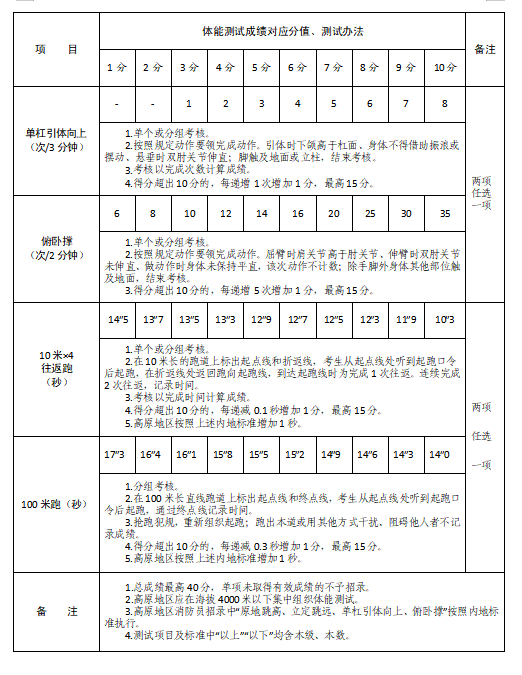 项 目
体能测试成绩对应分值、测试办法
备注
1 分 2 分 3 分 4 分 5 分 6 分 7 分 8 分 9 分 10 分
单杠引体向上
（次/3 分钟）
- - 1 2 3 4 5 6 7 8
1.单个或分组考核。
2.按照规定动作要领完成动作。引体时下颌高于杠面、身体不得借助振浪或
摆动、悬垂时双肘关节伸直；脚触及地面或立柱，结束考核。
3.考核以完成次数计算成绩。
4.得分超出 10 分的，每递增 1 次增加 1 分，最高 15 分。
两项
任选
一项
俯卧撑
（次/2 分钟）
6 8 10 12 14 16 20 25 30 35
1.单个或分组考核。
2.按照规定动作要领完成动作。屈臂时肩关节高于肘关节、伸臂时双肘关节
未伸直、做动作时身体未保持平直，该次动作不计数；除手脚外身体其他部位触
及地面，结束考核。
3.得分超出 10 分的，每递增 5 次增加 1 分，最高 15 分。
10 米×4
往返跑
（秒）
14″5 13″7 13″5 13″3 12″9 12″7 12″5 12″3 11″9 10″3
1.单个或分组考核。
2.在 10 米长的跑道上标出起点线和折返线，考生从起点线处听到起跑口令
后起跑，在折返线处返回跑向起跑线，到达起跑线时为完成 1 次往返。连续完成
2 次往返，记录时间。
3.考核以完成时间计算成绩。
4.得分超出 10 分的，每递减 0.1 秒增加 1 分，最高 15 分。
5.高原地区按照上述内地标准增加 1 秒。
两项
任选
一项
100 米跑（秒）
17″3 16″4 16″1 15″8 15″5 15″2 14″9 14″6 14″3 14″0
1.分组考核。
2.在 100 米长直线跑道上标出起点线和终点线，考生从起点线处听到起跑口
令后起跑，通过终点线记录时间。
3.抢跑犯规，重新组织起跑；跑出本道或用其他方式干扰、阻碍他人者不记
录成绩。
4.得分超出 10 分的，每递减 0.3 秒增加 1 分，最高 15 分。
5.高原地区按照上述内地标准增加 1 秒。
备 注
1.总成绩最高 40 分，单项未取得有效成绩的不予招录。
2.高原地区应在海拔 4000 米以下集中组织体能测试。
3.高原地区消防员招录中“原地跳高、立定跳远、单杠引体向上、俯卧撑”按照内地标
准执行。
4.测试项目及标准中“以上”“以下”均含本级、本数。